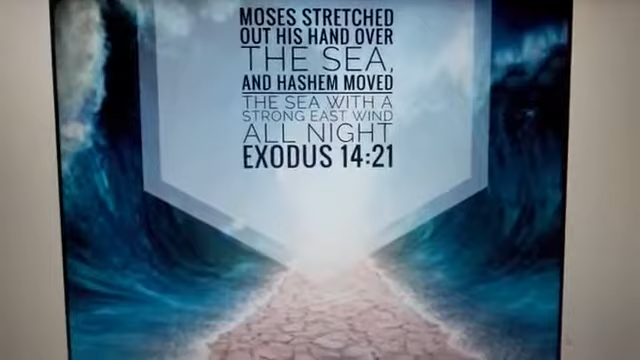 MOSES STRETCHED
OUT HIS HAND OVER
THE SEA,
AND HASHEM MOVED
THE SEA WITH A
STRONG EAST WIND
ALL NIGHT
EXODUS 14:21